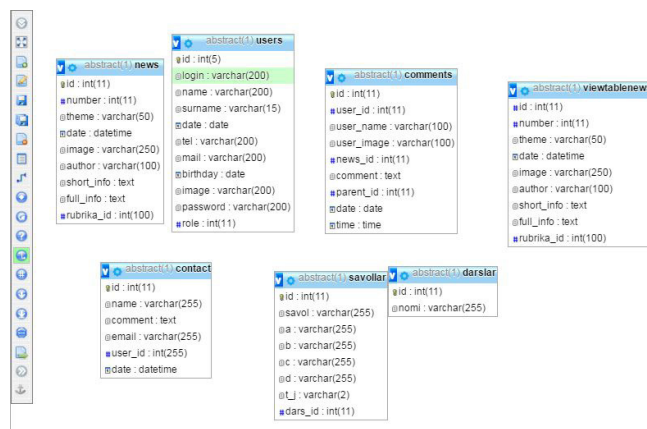 abstract(1) news
id : int(11)
number : int(11)
theme : varchar(50)
date : datetime
image : varchar(250)
author : varchar(100)
short_info : text
full_info : text
rubrika_id : int(100)
abstract(1) users
id : int(5)
login : varchar(200)
name : varchar(200)
surname : varchar(15)
date : date
tel : varchar(200)
mail : varchar(200)
birthday : date
image : varchar(200)
password : varchar(200)
role : int(11)
abstract(1) comments
id : int(11)
user_id : int(11)
user_name : varchar(100)
user_image : varchar(100)
news_id : int(11)
comment : text
parent_id : int(11)
date : date
time : time
abstract(1) viewtablenew
id : int(11)
number : int(11)
theme : varchar(50)
date : datetime
image : varchar(250)
author : varchar(100)
short_info : text
full_info : text
rubrika_id : int(100)
abstract(1) contact
id : int(11)
name : varchar(255)
comment : text
email : varchar(255)
user_id : int(255)
date : datetime
abstract(1) savollar
id : int(11)
savol : varchar(255)
a : varchar(255)
b : varchar(255)
c : varchar(255)
d : varchar(255)
t_j : varchar(2)
dars_id : int(11)
abstract(1) darslar
id : int(11)
nomi : varchar(255)